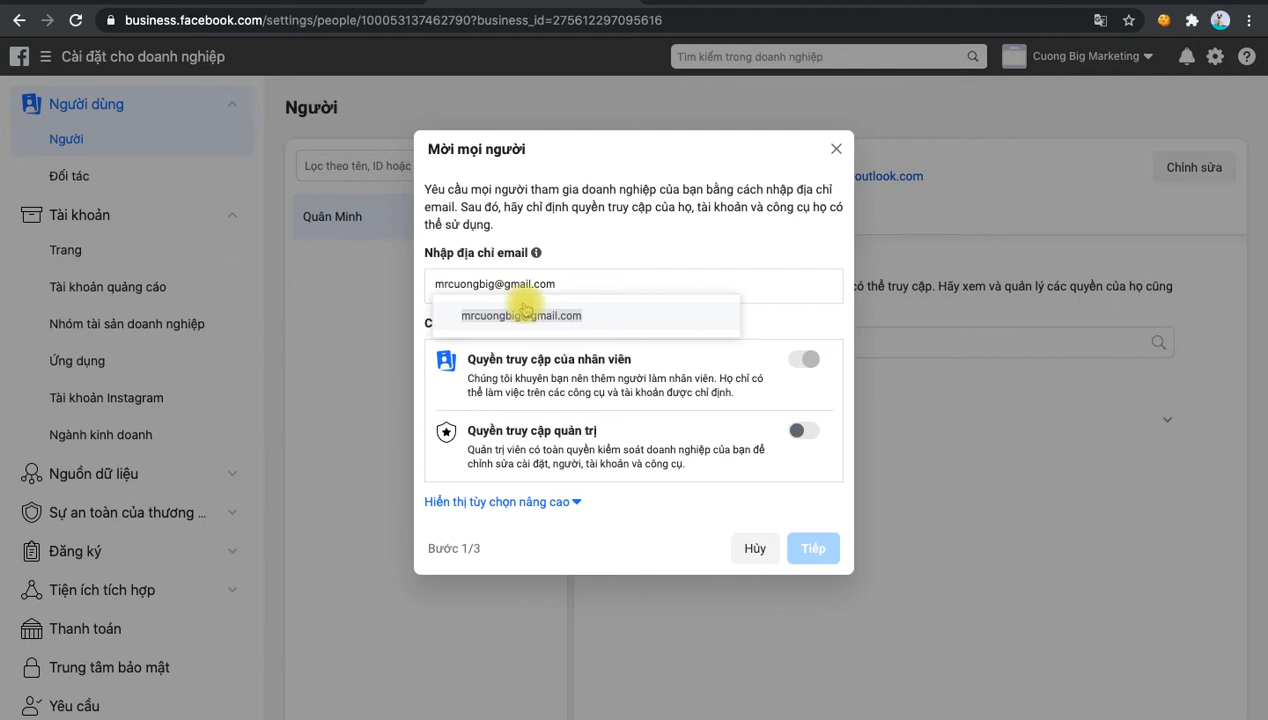 business.facebook.com/settings/people/100053137462790?business_id=275612297095616
Cài đặt cho doanh nghiệp
Tìm kiếm trong doanh nghiệp
Cuong Big Marketing
Người dùng
Người
Đối tác
Tài khoản
Trang
Tài khoản quảng cáo
Nhóm tài sản doanh nghiệp
Ứng dụng
Tài khoản Instagram
Ngành kinh doanh
Nguồn dữ liệu
Sự an toàn của thương ...
Đăng ký
Tiện ích tích hợp
Thanh toán
Trung tâm bảo mật
Yêu cầu
Người
Lọc theo tên, ID hoặc
Quân Minh
outlook.com
Chỉnh sửa
ó thể truy cập. Hãy xem và quản lý các quyền của họ cũng
Mời mọi người
Yêu cầu mọi người tham gia doanh nghiệp của bạn bằng cách nhập địa chỉ
email. Sau đó, hãy chỉ định quyền truy cập của họ, tài khoản và công cụ họ có
thể sử dụng.
Nhập địa chỉ email
mrcuongbig@gmail.com
mrcuongbig@gmail.com
C
Quyền truy cập của nhân viên
Chúng tôi khuyên bạn nên thêm người làm nhân viên. Họ chỉ có
thể làm việc trên các công cụ và tài khoản được chỉ định.
Quyền truy cập quản trị
Quản trị viên có toàn quyền kiểm soát doanh nghiệp của bạn để
chỉnh sửa cài đặt, người, tài khoản và công cụ.
Hiển thị tùy chọn nâng cao
Bước 1/3
Hủy
Tiếp